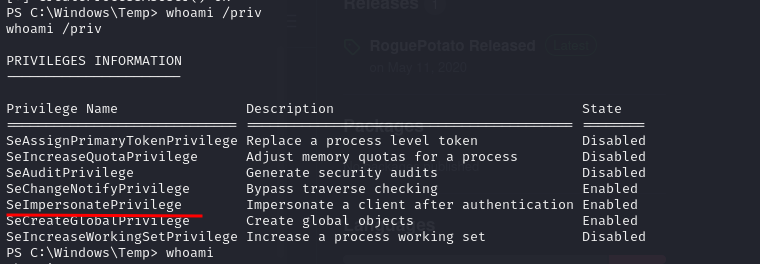 PS C:\Windows\Temp> whoami /priv
whoami /priv
PRIVILEGES INFORMATION
Privilege Name Description State
SeAssignPrimaryTokenPrivilege Replace a process level token Disabled
SeIncreaseQuotaPrivilege Adjust memory quotas for a process Disabled
SeAuditPrivilege Generate security audits Disabled
SeChangeNotifyPrivilege Bypass traverse checking Enabled
SeImpersonatePrivilege Impersonate a client after authentication Enabled
SeCreateGlobalPrivilege Create global objects Enabled
SeIncreaseWorkingSetPrivilege Increase a process working set Disabled
PS C:\Windows\Temp> whoami
Releases 1
RoguePotato Released Latest
on May 11, 2020
Packages